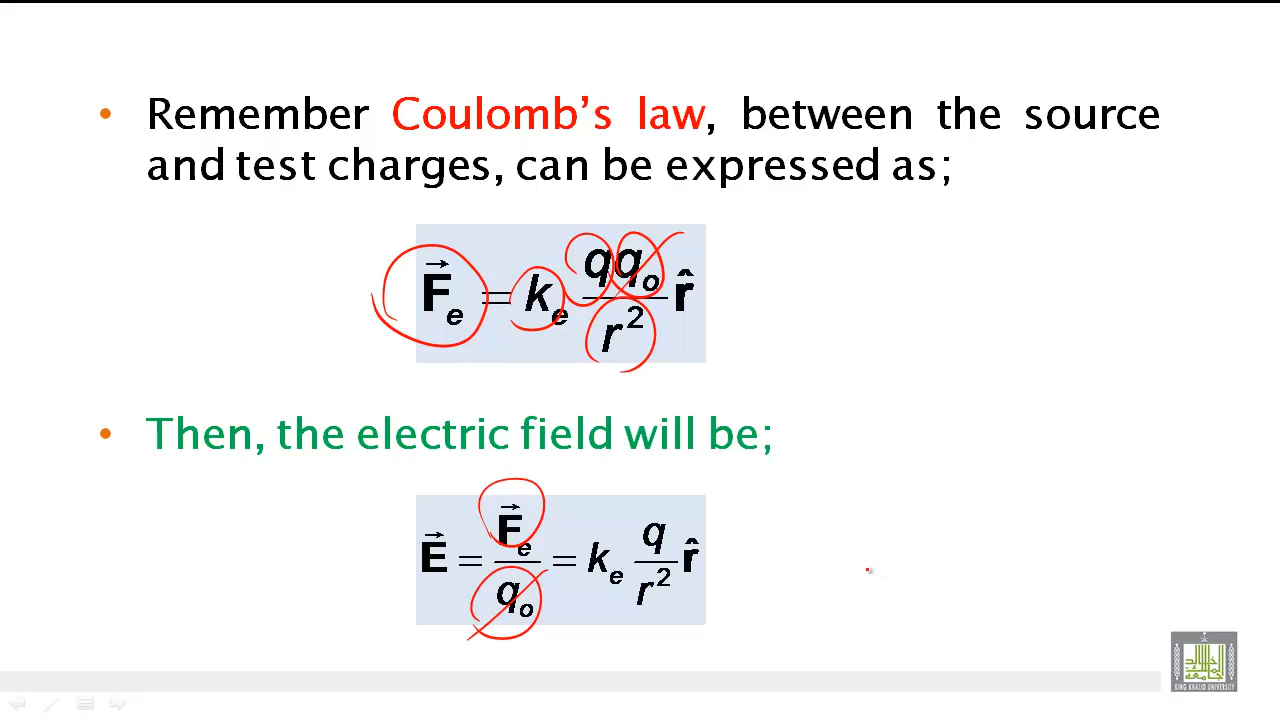 • Remember Coulomb's law, between the source
and test charges, can be expressed as;
F⃗e = ke qqo/r² r̂
• Then, the electric field will be;
E⃗ = F⃗e/qo = ke q/r² r̂
KING KHALID UNIVERSITY